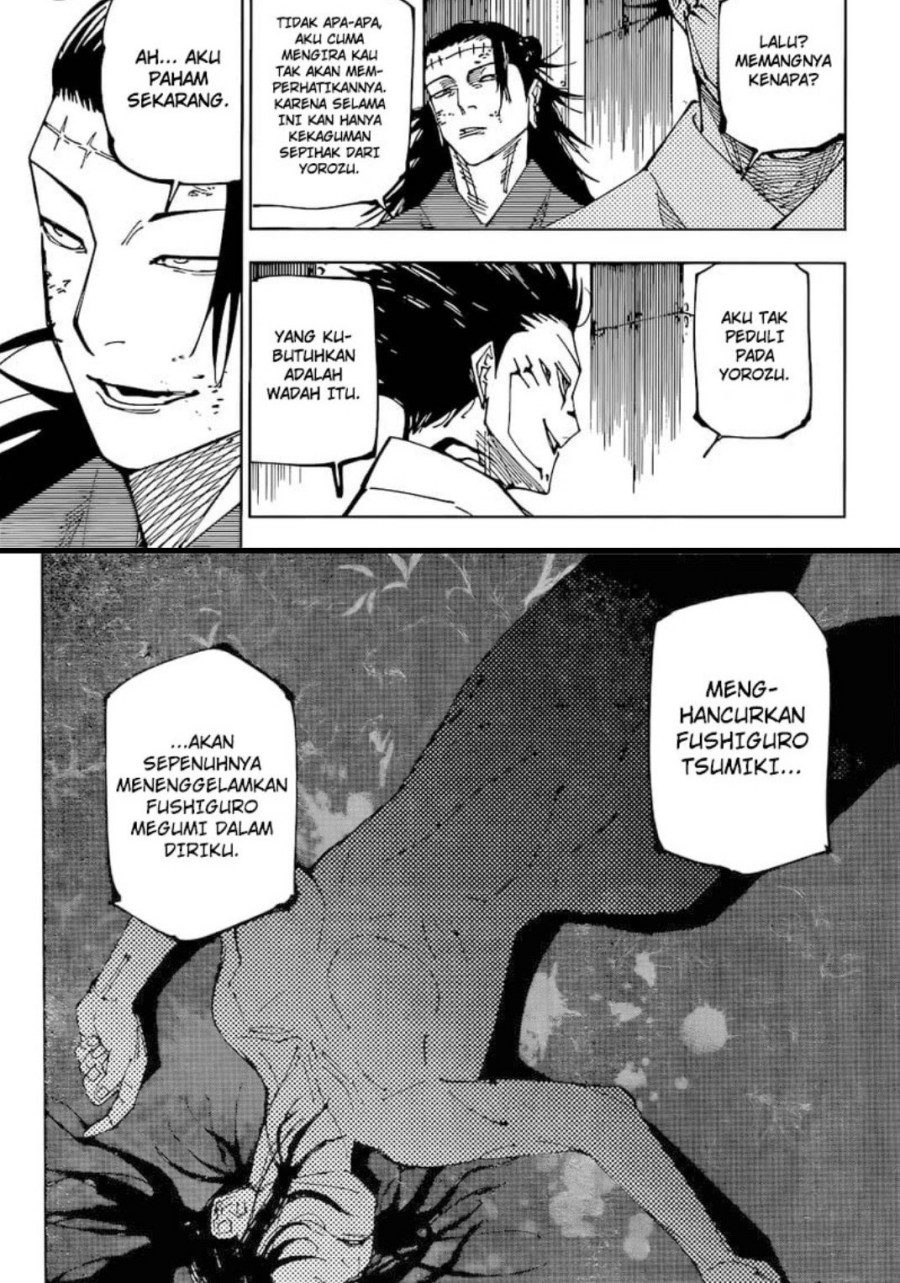 LALU?
MEMANGNYA
KENAPA?
TIDAK APA-APA,
AKU CUMA
MENGIRA KAU
TAK AKAN MEM-
PERHATIKANNYA.
KARENA SELAMA
INI KAN HANYA
KEKAGUMAN
SEPIHAK DARI
YOROZU.
AKU TAK
PEDULI
PADA
YOROZU.
YANG KU-
BUTUHKAN
ADALAH
WADAH ITU.
AH... AKU
PAHAM
SEKARANG.
MENG-
HANCURKAN
FUSHIGURO
TSUMIKI...
...AKAN
SEPENUHNYA
MENENGGELAMKAN
FUSHIGURO
MEGUMI DALAM
DIRIKU.